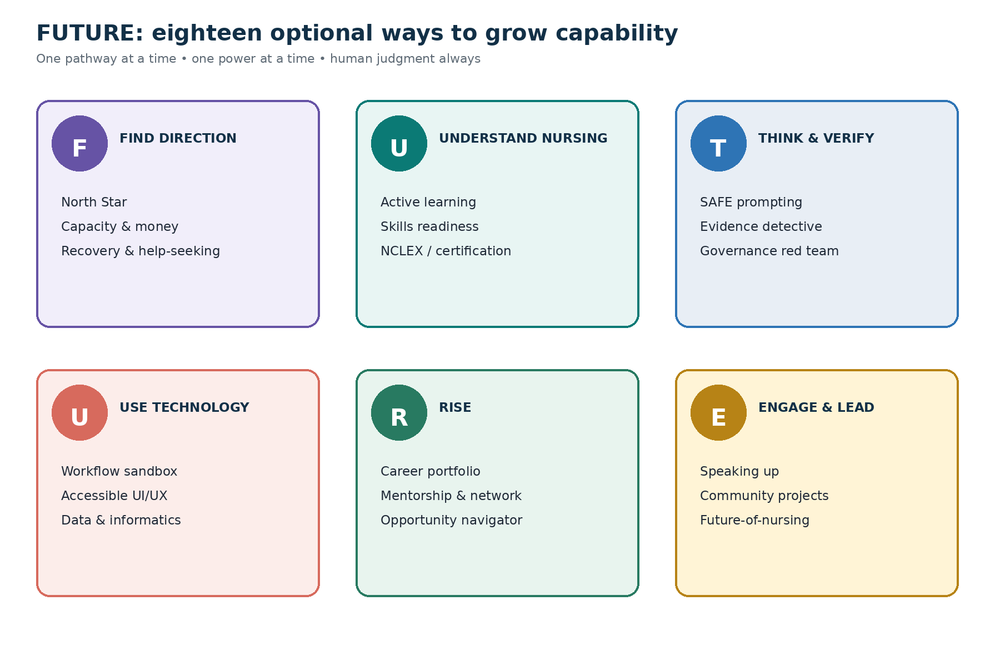 FUTURE: eighteen optional ways to grow capability
One pathway at a time • one power at a time • human judgment always
F
FIND DIRECTION
North Star
Capacity & money
Recovery & help-seeking
U
UNDERSTAND NURSING
Active learning
Skills readiness
NCLEX / certification
T
THINK & VERIFY
SAFE prompting
Evidence detective
Governance red team
U
USE TECHNOLOGY
Workflow sandbox
Accessible UI/UX
Data & informatics
R
RISE
Career portfolio
Mentorship & network
Opportunity navigator
E
ENGAGE & LEAD
Speaking up
Community projects
Future-of-nursing